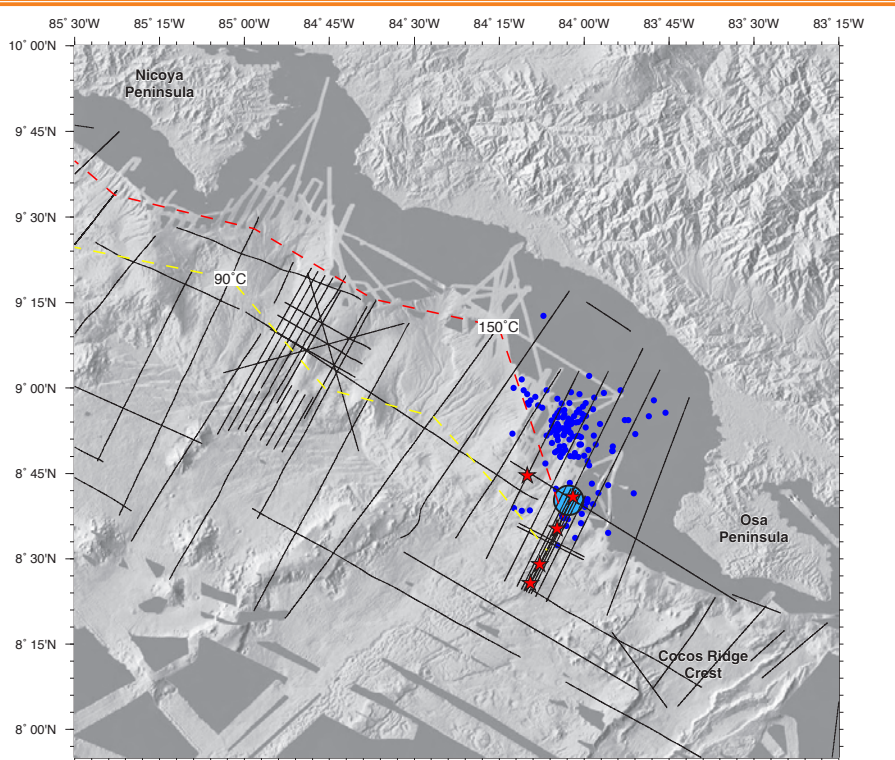 85˚30'W 85˚15'W 85˚00'W 84˚45'W 84˚30'W 84˚15'W 84˚00'W 83˚45'W 83˚30'W 83˚15'W
10˚00'N
Nicoya
Peninsula
9˚45'N
9˚30'N
90˚C
9˚15'N
150˚C
9˚00'N
8˚45'N
Osa
Peninsula
8˚30'N
8˚15'N
Cocos Ridge
Crest
8˚00'N